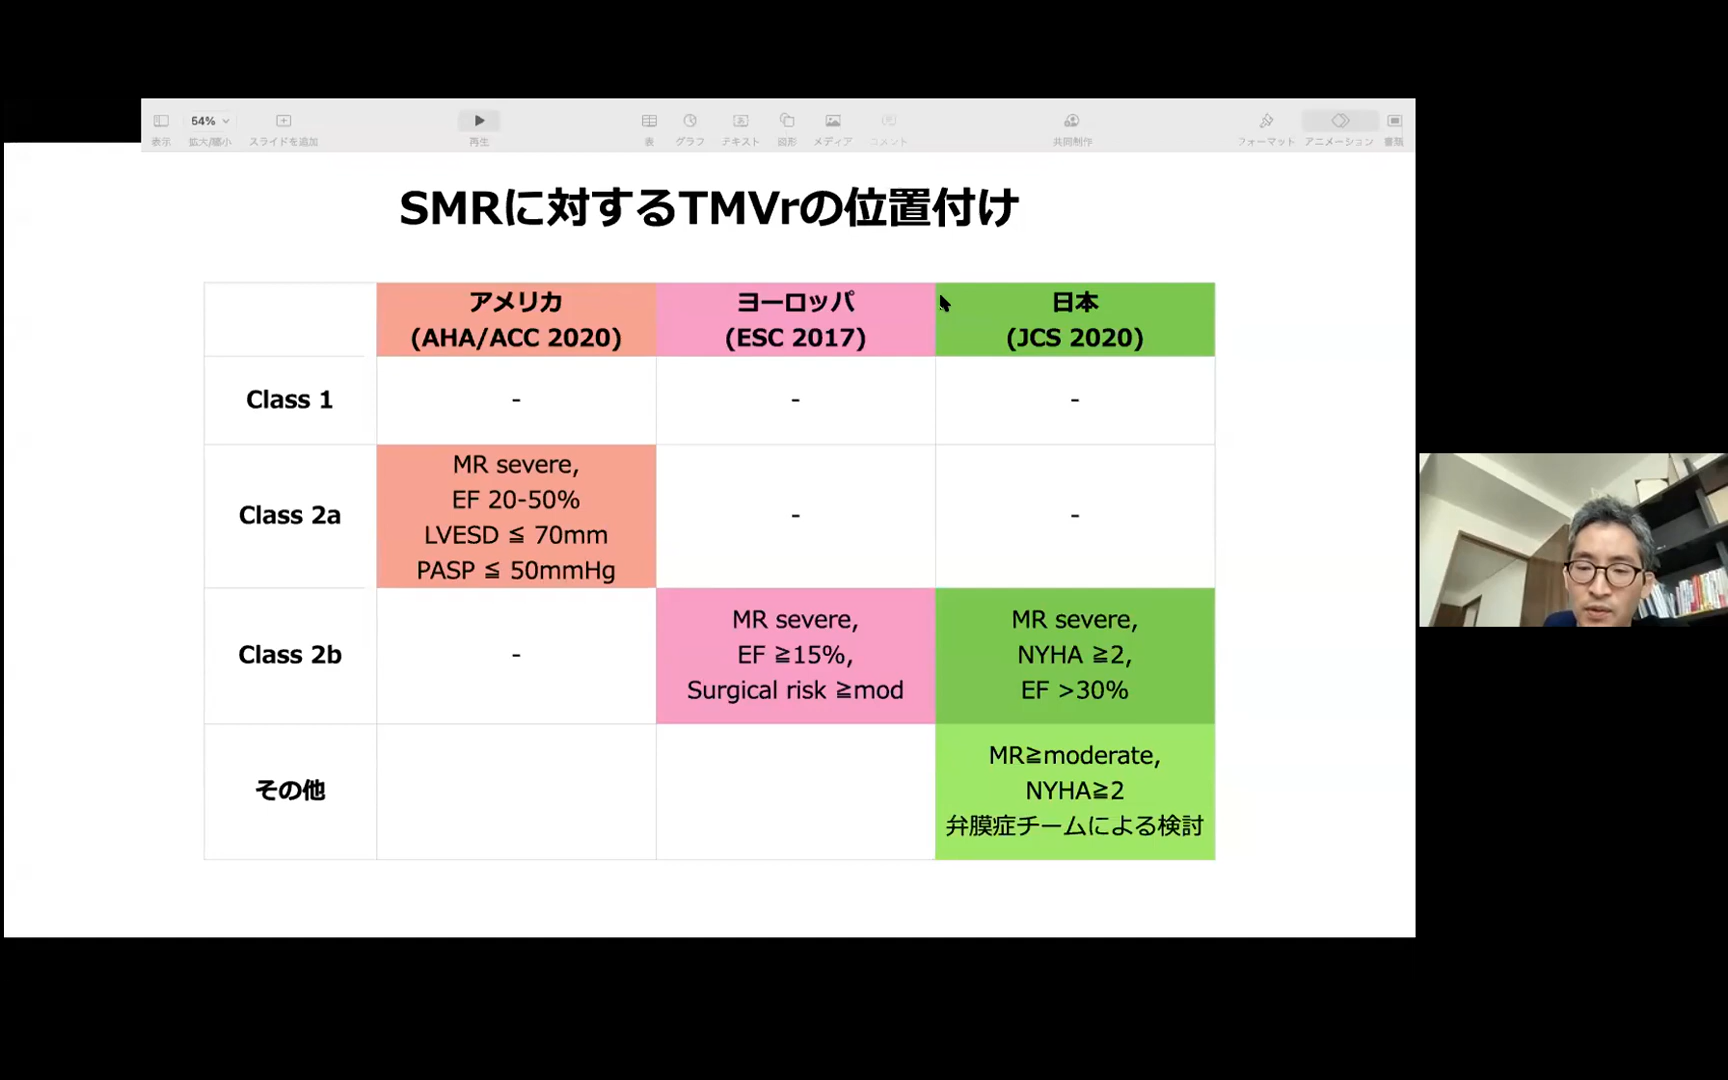 54%
表示
拡大/縮小
スライドを追加
再生
表
グラフ
テキスト
図形
メディア
コメント
共同制作
フォーマット
アニメーション
書類
SMRに対するTMVrの位置付け
アメリカ
(AHA/ACC 2020)
ヨーロッパ
(ESC 2017)
日本
(JCS 2020)
Class 1
-
-
-
Class 2a
MR severe,
EF 20-50%
LVESD ≦ 70mm
PASP ≦ 50mmHg
-
-
Class 2b
-
MR severe,
EF ≧15%,
Surgical risk ≧mod
MR severe,
NYHA ≧2,
EF >30%
その他
MR≧moderate,
NYHA≧2
弁膜症チームによる検討